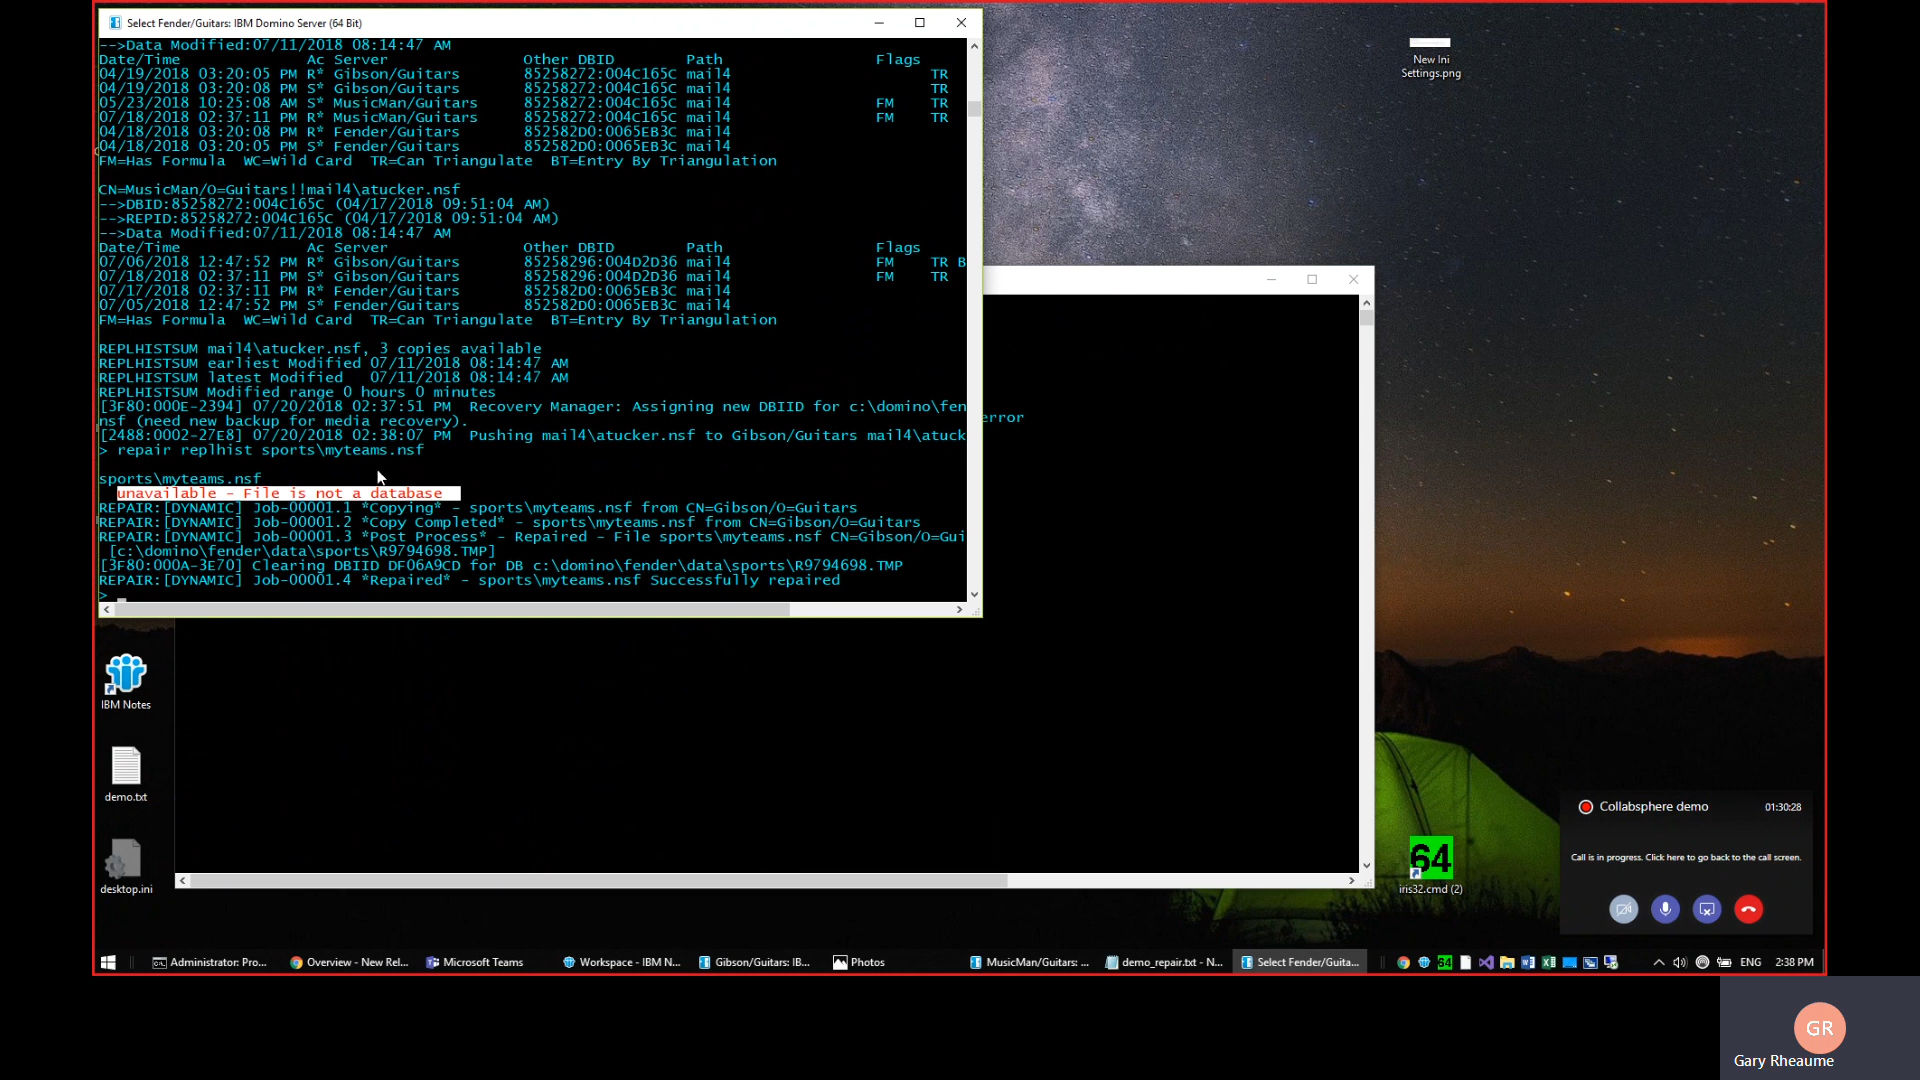 Select Fender/Guitars: IBM Domino Server (64 Bit)
-->Data Modified:07/11/2018 08:14:47 AM
Date/Time Ac Server Other DBID Path Flags
04/19/2018 03:20:05 PM R* Gibson/Guitars 85258272:004C165C mail4 TR
04/19/2018 03:20:08 PM S* Gibson/Guitars 85258272:004C165C mail4 TR
05/23/2018 10:25:08 AM S* MusicMan/Guitars 85258272:004C165C mail4 FM TR
07/18/2018 02:37:11 PM R* MusicMan/Guitars 85258272:004C165C mail4 FM TR
04/18/2018 03:20:08 PM R* Fender/Guitars 852582D0:0065EB3C mail4
04/18/2018 03:20:05 PM S* Fender/Guitars 852582D0:0065EB3C mail4
FM=Has Formula WC=Wild Card TR=Can Triangulate BT=Entry By Triangulation
CN=MusicMan/O=Guitars!!mail4\atucker.nsf
-->DBID:85258272:004C165C (04/17/2018 09:51:04 AM)
-->REPID:85258272:004C165C (04/17/2018 09:51:04 AM)
-->Data Modified:07/11/2018 08:14:47 AM
Date/Time Ac Server Other DBID Path Flags
07/06/2018 12:47:52 PM R* Gibson/Guitars 85258296:004D2D36 mail4 FM TR B
07/18/2018 02:37:11 PM S* Gibson/Guitars 85258296:004D2D36 mail4 FM TR
07/17/2018 02:37:11 PM R* Fender/Guitars 852582D0:0065EB3C mail4
07/05/2018 12:47:52 PM S* Fender/Guitars 852582D0:0065EB3C mail4
FM=Has Formula WC=Wild Card TR=Can Triangulate BT=Entry By Triangulation
REPLHISTSUM mail4\atucker.nsf, 3 copies available
REPLHISTSUM earliest Modified 07/11/2018 08:14:47 AM
REPLHISTSUM latest Modified 07/11/2018 08:14:47 AM
REPLHISTSUM Modified range 0 hours 0 minutes
[3F80:000E-2394] 07/20/2018 02:37:51 PM Recovery Manager: Assigning new DBIID for c:\domino\fen
nsf (need new backup for media recovery).
[2488:0002-27E8] 07/20/2018 02:38:07 PM Pushing mail4\atucker.nsf to Gibson/Guitars mail4\atuck
> repair replhist sports\myteams.nsf
sports\myteams.nsf
unavailable - File is not a database
REPAIR:[DYNAMIC] Job-00001.1 *Copying* - sports\myteams.nsf from CN=Gibson/O=Guitars
REPAIR:[DYNAMIC] Job-00001.2 *Copy Completed* - sports\myteams.nsf from CN=Gibson/O=Guitars
REPAIR:[DYNAMIC] Job-00001.3 *Post Process* - Repaired - File sports\myteams.nsf CN=Gibson/O=Gui
[c:\domino\fender\data\sports\R9794698.TMP]
[3F80:000A-3E70] Clearing DBIID DF06A9CD for DB c:\domino\fender\data\sports\R9794698.TMP
REPAIR:[DYNAMIC] Job-00001.4 *Repaired* - sports\myteams.nsf Successfully repaired
>
error
New Ini
Settings.png
IBM Notes
demo.txt
desktop.ini
64
iris32.cmd (2)
Collabsphere demo 01:30:28
Call is in progress. Click here to go back to the call screen.
Administrator: Pro... Overview - New Rel... Microsoft Teams Workspace - IBM N... Gibson/Guitars: IB... Photos MusicMan/Guitars: ... demo_repair.txt - N... Select Fender/Guita... 64 ENG 2:38 PM
GR
Gary Rheaume